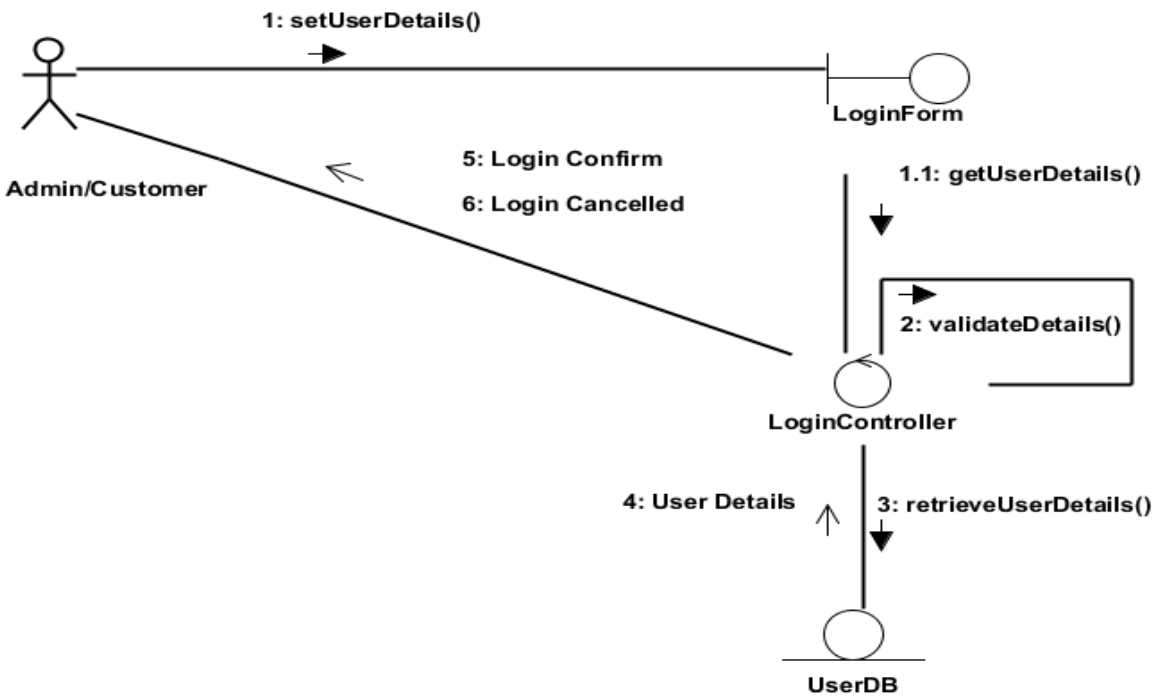 1: setUserDetails()
LoginForm
Admin/Customer
5: Login Confirm
6: Login Cancelled
1.1: getUserDetails()
2: validateDetails()
LoginController
4: User Details
3: retrieveUserDetails()
UserDB